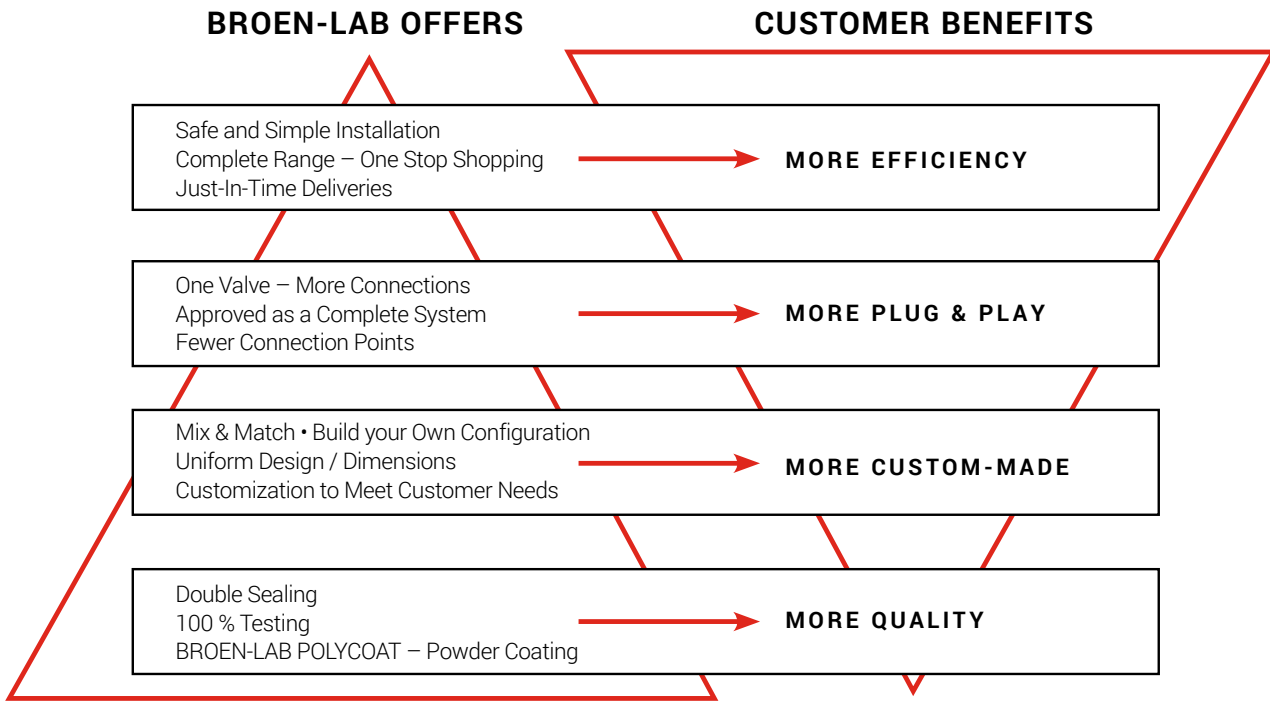 BROEN-LAB OFFERS
CUSTOMER BENEFITS
Safe and Simple Installation
Complete Range – One Stop Shopping
Just-In-Time Deliveries
MORE EFFICIENCY
One Valve – More Connections
Approved as a Complete System
Fewer Connection Points
MORE PLUG & PLAY
Mix & Match • Build your Own Configuration
Uniform Design / Dimensions
Customization to Meet Customer Needs
MORE CUSTOM-MADE
Double Sealing
100 % Testing
BROEN-LAB POLYCOAT – Powder Coating
MORE QUALITY